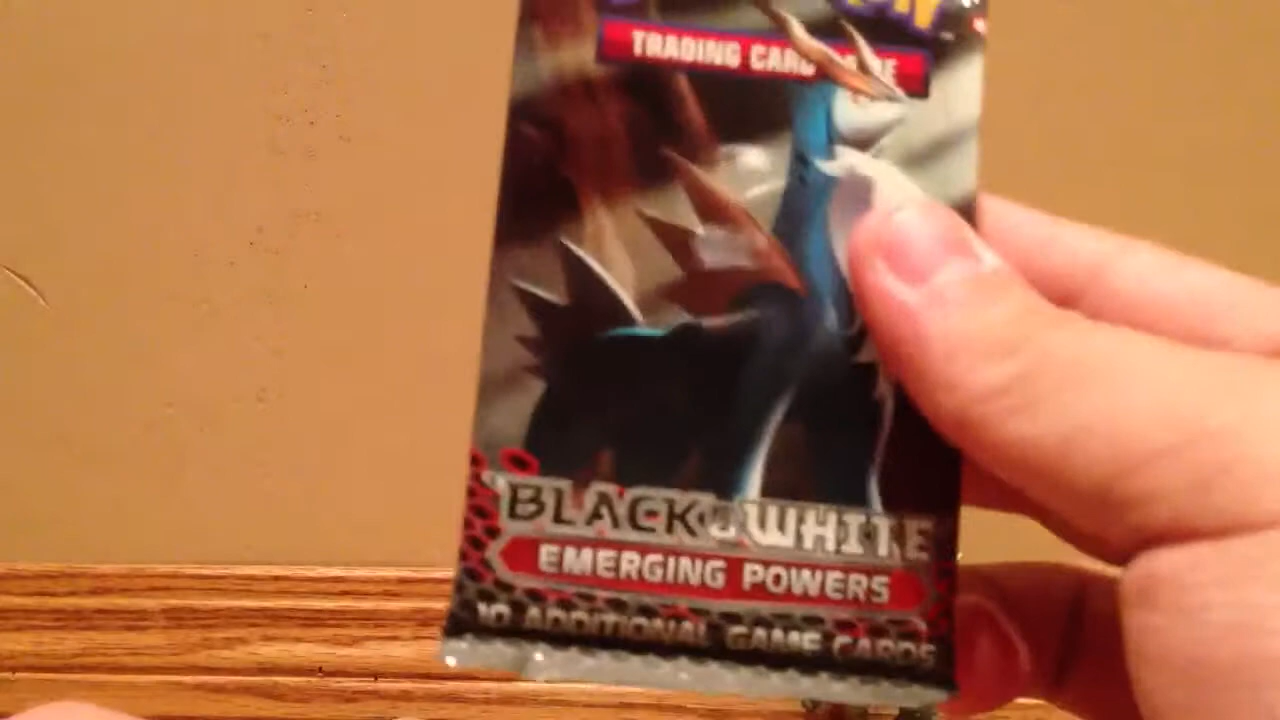 TRADING CARD GAME
BLACK & WHITE
EMERGING POWERS
10 ADDITIONAL GAME CARDS